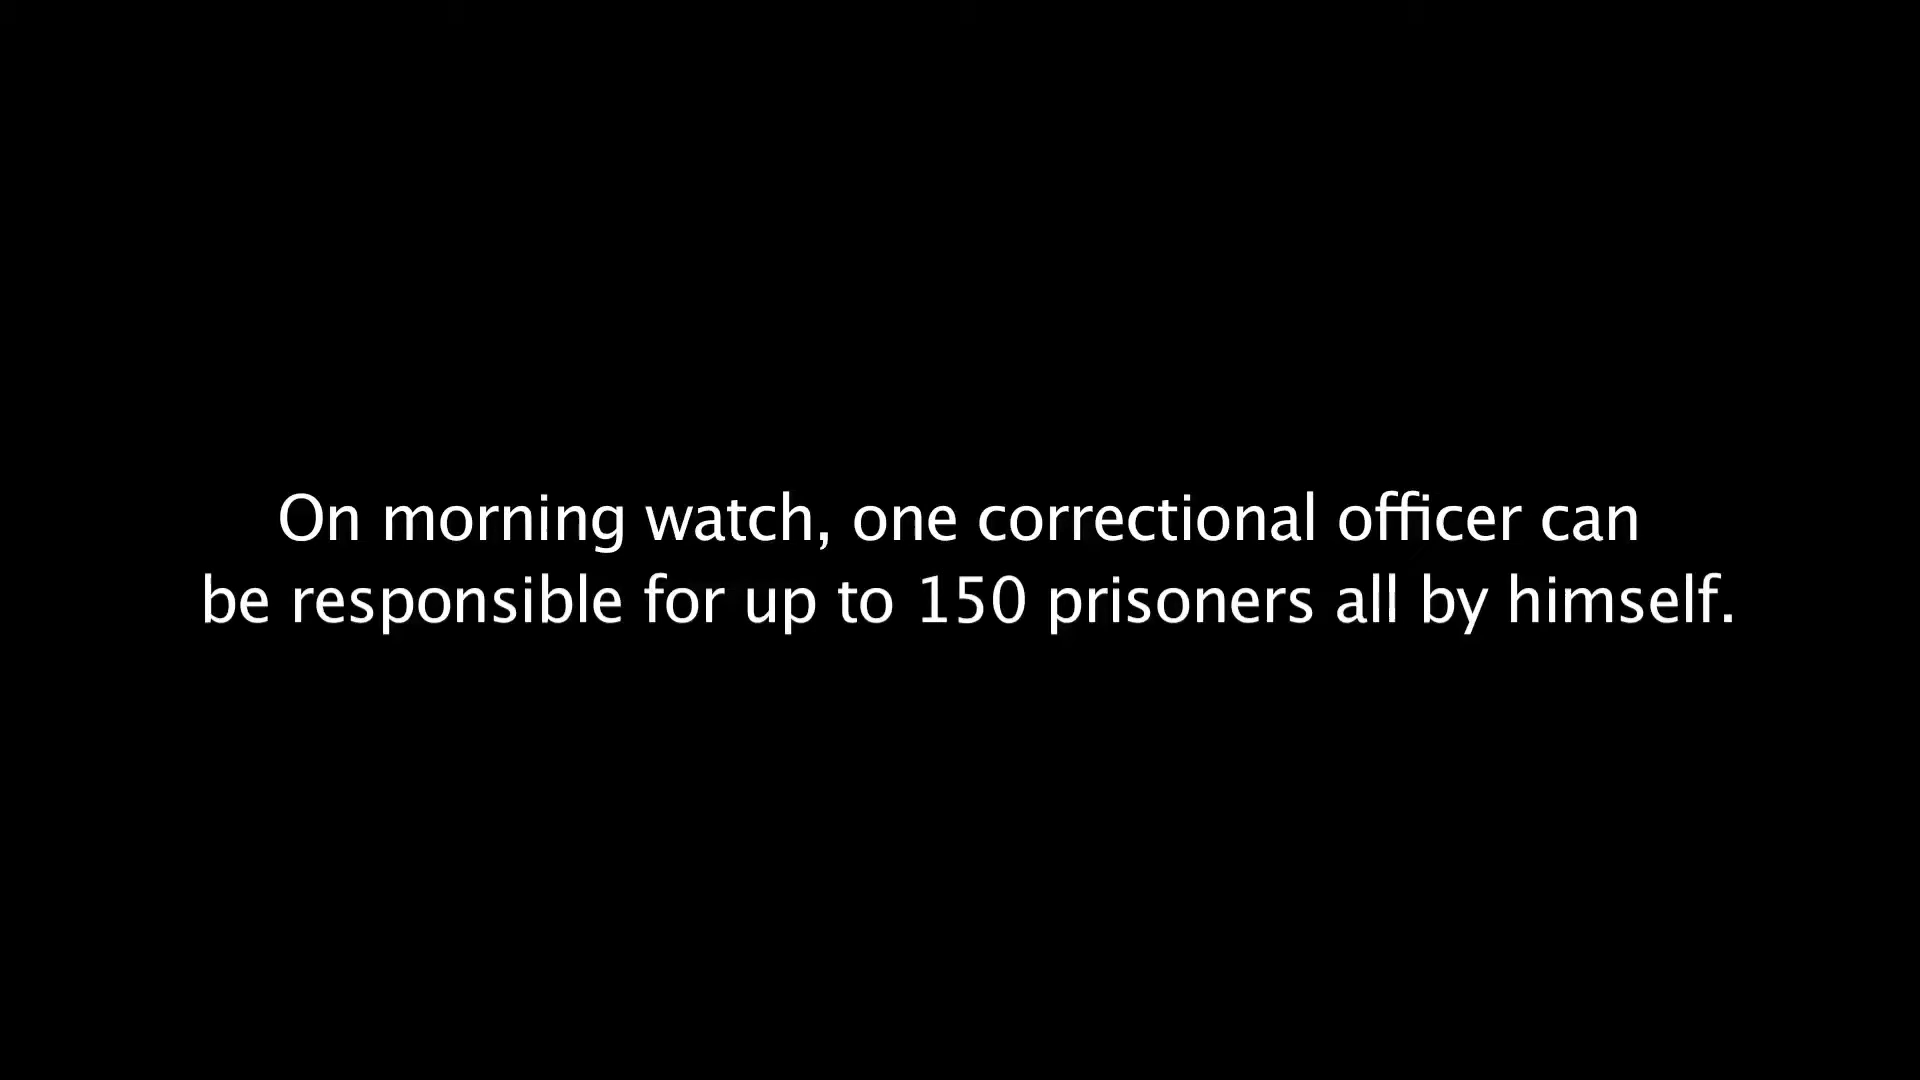 On morning watch, one correctional officer can
be responsible for up to 150 prisoners all by himself.